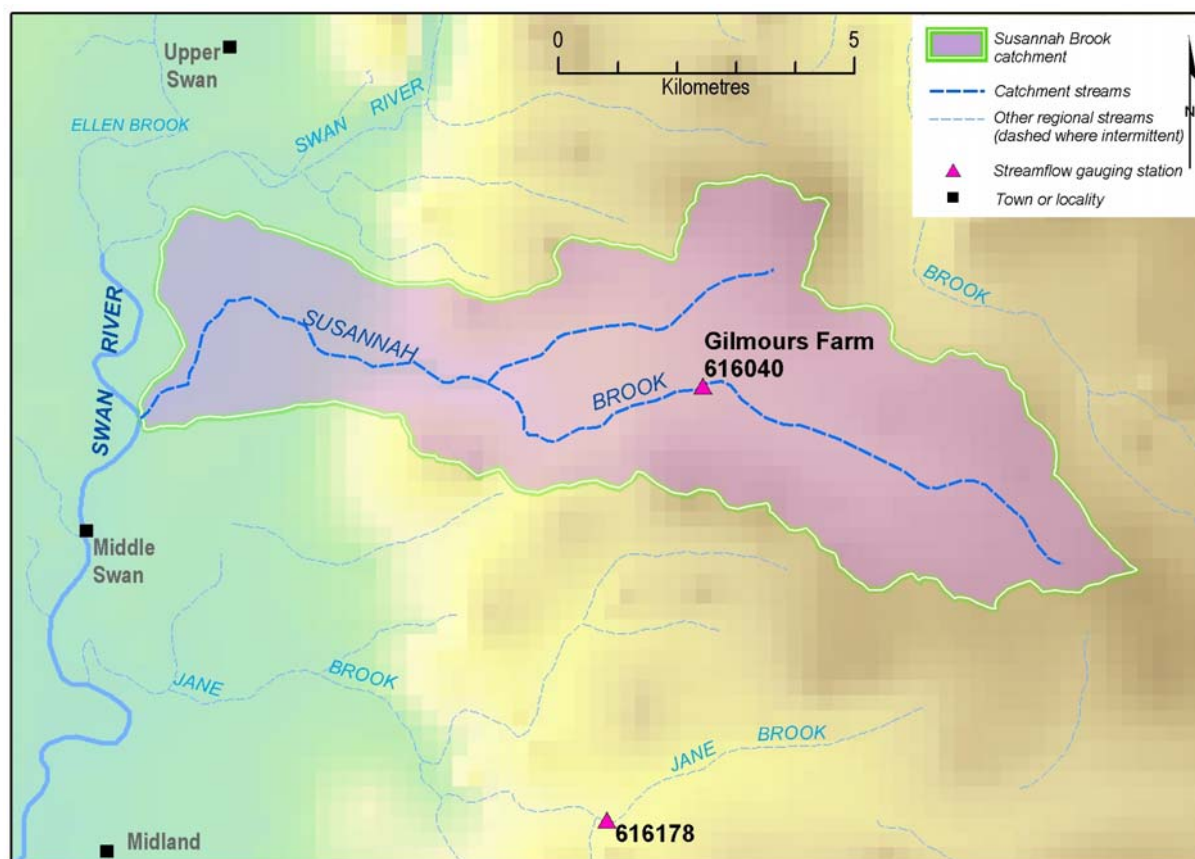 Upper
Swan
0 5
Kilometres
Susannah Brook
catchment
Catchment streams
Other regional streams
(dashed where intermittent)
Streamflow gauging station
Town or locality
N
ELLEN BROOK
SWAN RIVER
SWAN RIVER
SUSANNAH
BROOK
Gilmours Farm
616040
BROOK
Middle
Swan
JANE
BROOK
JANE
BROOK
616178
Midland